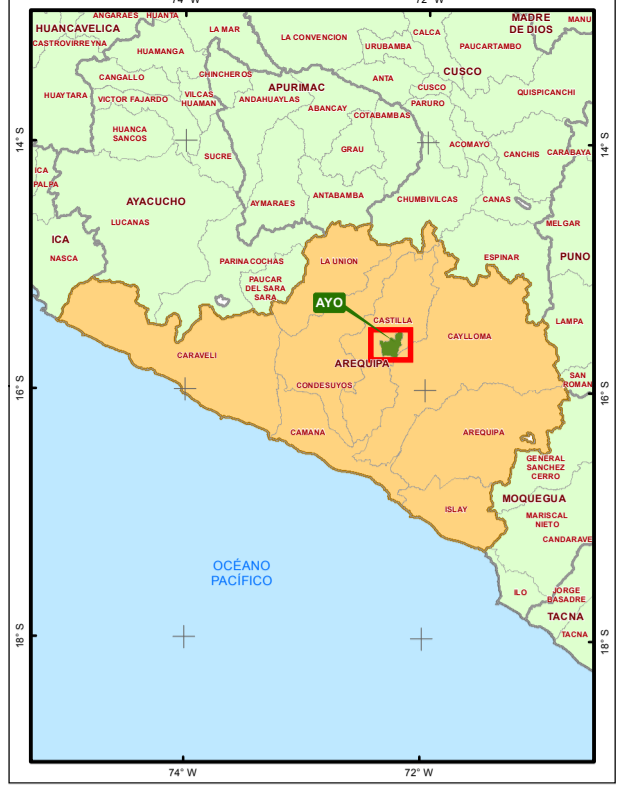 74° W
72° W
ANGARAES
HUANTA
HUANCAVELICA
CASTROVIRREYNA
LA MAR
LA CONVENCION
CALCA
URUBAMBA
PAUCARTAMBO
MADRE
DE DIOS
MANU
HUAMANGA
CANGALLO
CHINCHEROS
ANTA
CUSCO
HUAYTARA
VICTOR FAJARDO
VILCAS
HUAMAN
APURIMAC
ANDAHUAYLAS
ABANCAY
COTABAMBAS
CUSCO
PARURO
QUISPICANCHI
14° S
14° S
HUANCA
SANCOS
SUCRE
GRAU
ACOMAYO
CANCHIS
CARABAYA
ICA
PALPA
AYACUCHO
LUCANAS
AYMARAES
ANTABAMBA
CHUMBIVILCAS
CANAS
MELGAR
ICA
NASCA
PARINACOCHAS
PAUCAR
DEL SARA
SARA
LA UNION
ESPINAR
PUNO
AYO
CASTILLA
CAYLLOMA
LAMPA
CARAVELI
AREQUIPA
SAN
ROMAN
16° S
16° S
CONDESUYOS
CAMANA
AREQUIPA
GENERAL
SANCHEZ
CERRO
MOQUEGUA
ISLAY
MARISCAL
NIETO
CANDARAVE
OCÉANO
PACÍFICO
ILO
JORGE
BASADRE
TACNA
TACNA
18° S
18° S
74° W
72° W